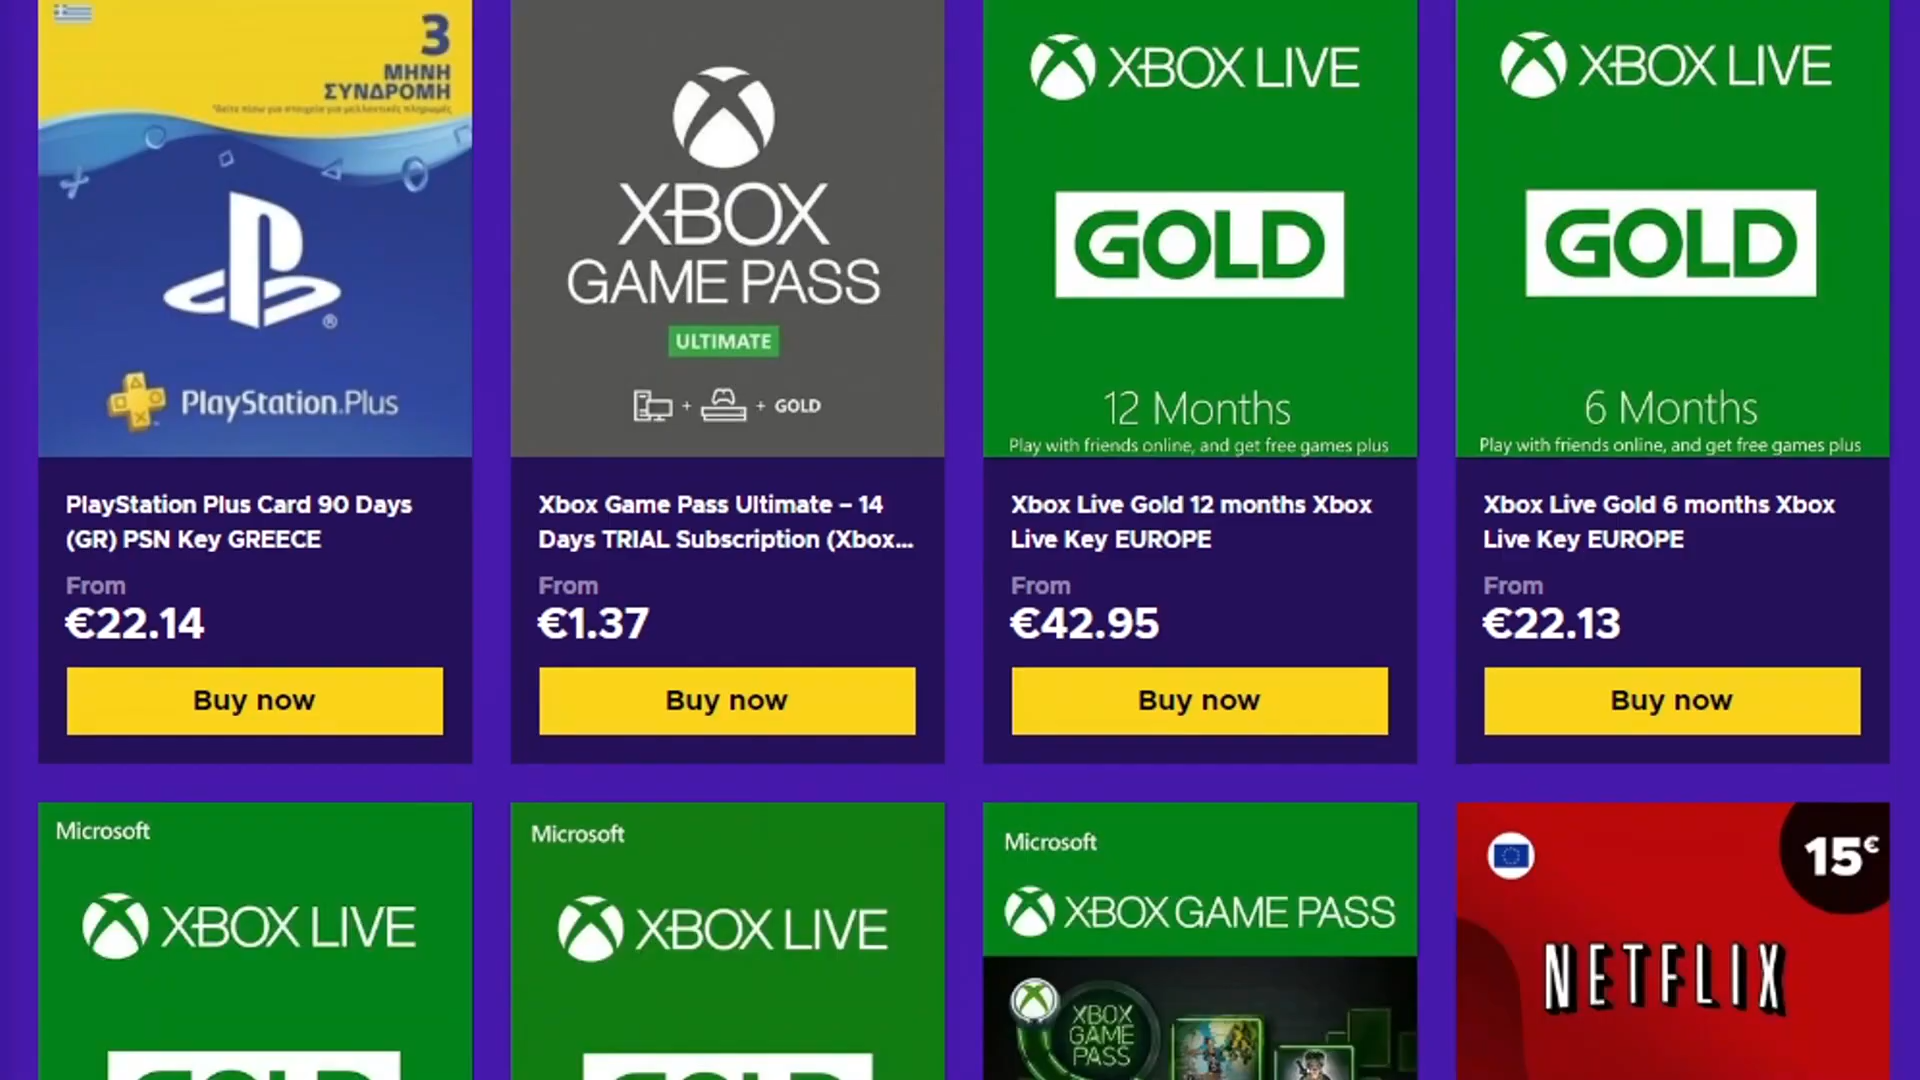 3
ΜΗΝΗ
ΣΥΝΔΡΟΜΗ
PlayStation.Plus
PlayStation Plus Card 90 Days
(GR) PSN Key GREECE
From
€22.14
Buy now
XBOX
GAME PASS
ULTIMATE
+ + GOLD
Xbox Game Pass Ultimate – 14
Days TRIAL Subscription (Xbox...
From
€1.37
Buy now
XBOX LIVE
GOLD
12 Months
Play with friends online, and get free games plus
Xbox Live Gold 12 months Xbox
Live Key EUROPE
From
€42.95
Buy now
XBOX LIVE
GOLD
6 Months
Play with friends online, and get free games plus
Xbox Live Gold 6 months Xbox
Live Key EUROPE
From
€22.13
Buy now
Microsoft
XBOX LIVE
GOLD
Microsoft
XBOX LIVE
GOLD
Microsoft
XBOX GAME PASS
XBOX
GAME
PASS
15€
NETFLIX